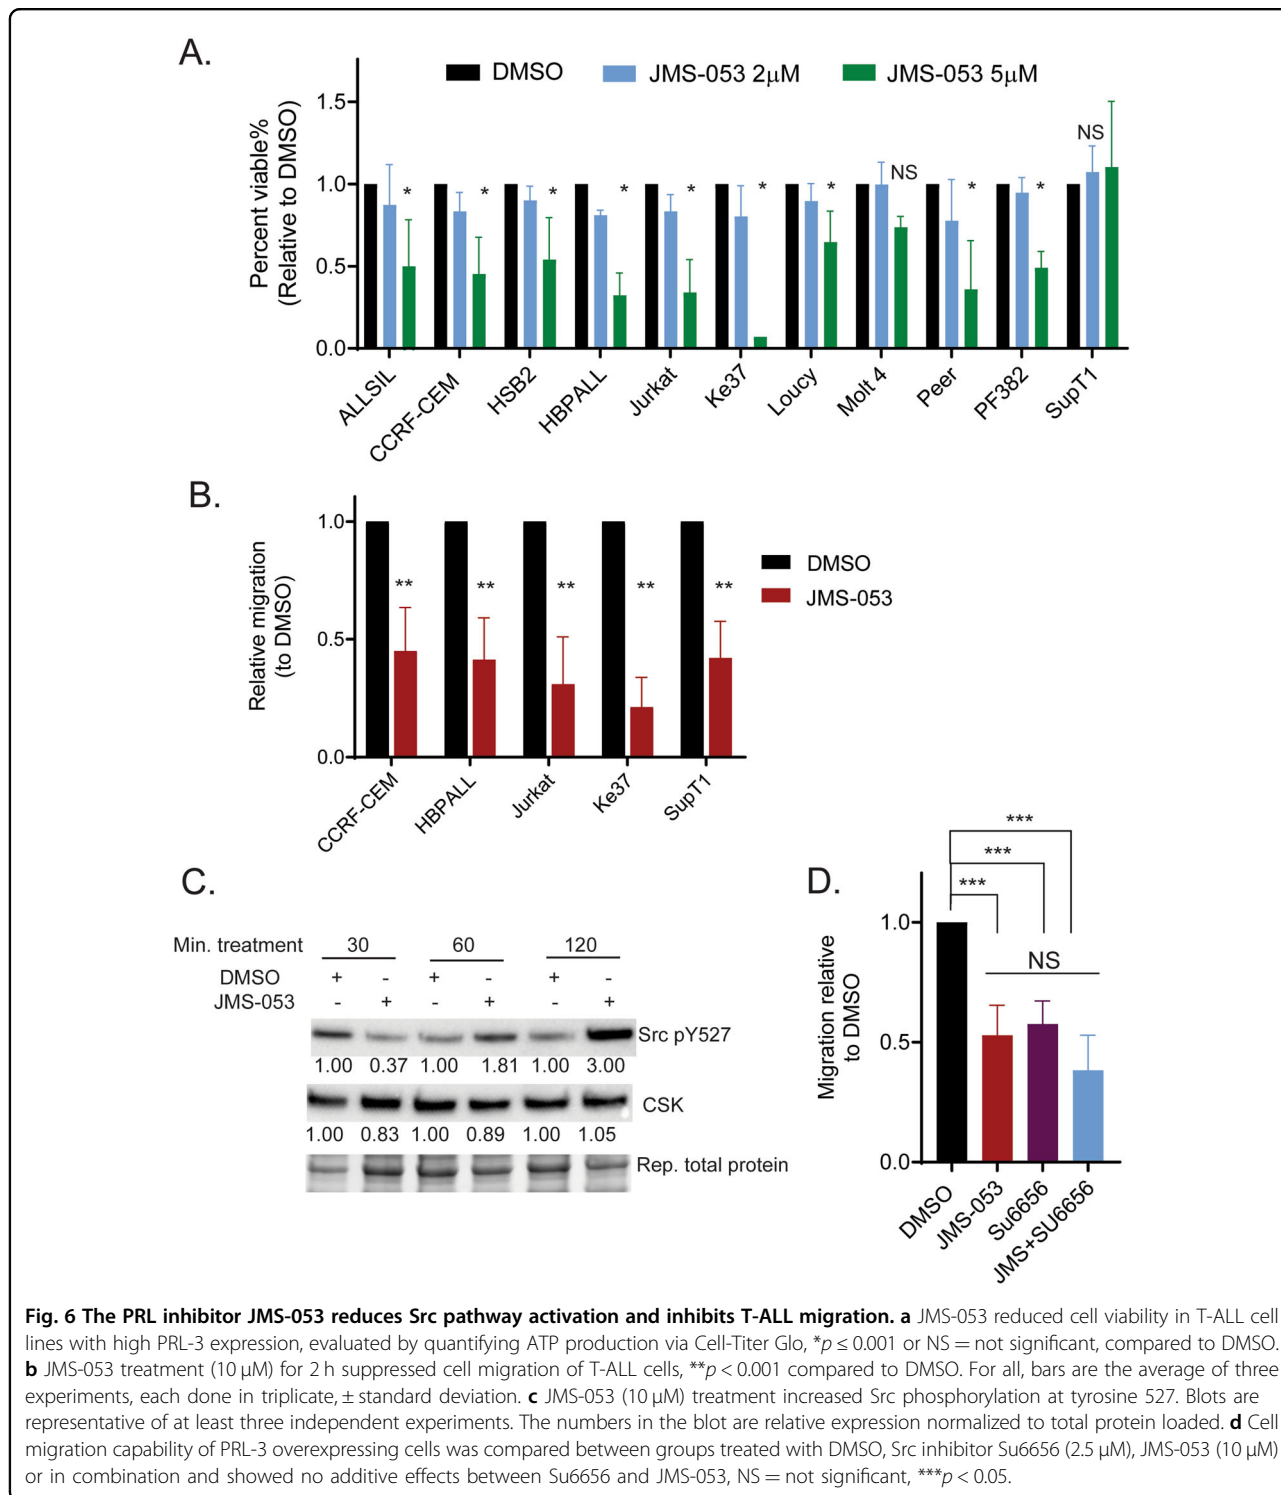 A.
DMSO JMS-053 2μM JMS-053 5μM
Percent viable%
(Relative to DMSO)
1.5
1.0
0.5
0.0
* * * * * * * NS * * NS
ALLSIL CCRF-CEM HSB2 HBPALL Jurkat Ke37 Loucy Molt 4 Peer PF382 SupT1
B.
Relative migration
(to DMSO)
1.0
0.5
0.0
** ** ** ** **
DMSO
JMS-053
CCRF-CEM HBPALL Jurkat Ke37 SupT1
C.
Min. treatment 30 60 120
DMSO + - + - + -
JMS-053 - + - + - +
Src pY527
1.00 0.37 1.00 1.81 1.00 3.00
CSK
1.00 0.83 1.00 0.89 1.00 1.05
Rep. total protein
D.
Migration relative
to DMSO
1.0
0.5
0.0
***
***
***
NS
DMSO JMS-053 Su6656 JMS+SU6656
Fig. 6 The PRL inhibitor JMS-053 reduces Src pathway activation and inhibits T-ALL migration. a JMS-053 reduced cell viability in T-ALL cell
lines with high PRL-3 expression, evaluated by quantifying ATP production via Cell-Titer Glo, *p ≤ 0.001 or NS = not significant, compared to DMSO.
b JMS-053 treatment (10 μM) for 2 h suppressed cell migration of T-ALL cells, **p < 0.001 compared to DMSO. For all, bars are the average of three
experiments, each done in triplicate, ± standard deviation. c JMS-053 (10 μM) treatment increased Src phosphorylation at tyrosine 527. Blots are
representative of at least three independent experiments. The numbers in the blot are relative expression normalized to total protein loaded. d Cell
migration capability of PRL-3 overexpressing cells was compared between groups treated with DMSO, Src inhibitor Su6656 (2.5 μM), JMS-053 (10 μM)
or in combination and showed no additive effects between Su6656 and JMS-053, NS = not significant, ***p < 0.05.